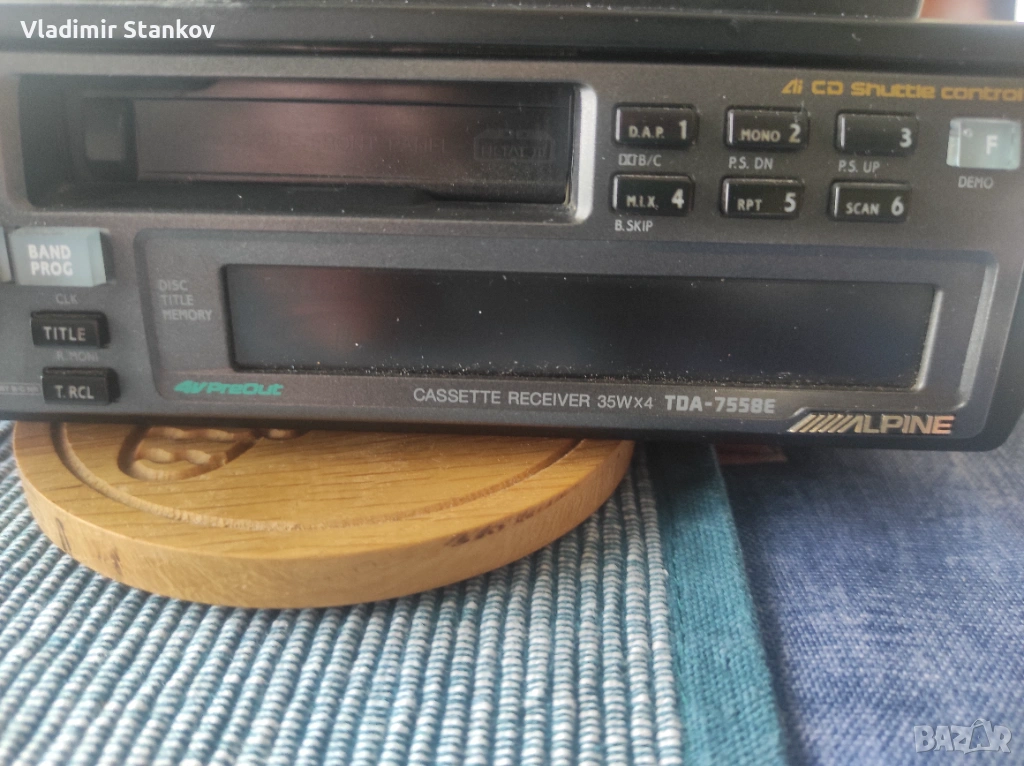 Vladimir Stankov
Ai CD Shuttle control
D.A.P. 1
MONO 2
3
F
B/C
P.S. DN
P.S. UP
DEMO
M.I.X. 4
RPT 5
SCAN 6
B.SKIP
BAND
PROG
CLK
DISC
TITLE
MEMORY
TITLE
T.RCL
4VPreOut
CASSETTE RECEIVER 35W×4 TDA-7558E
ALPINE
BAZAR